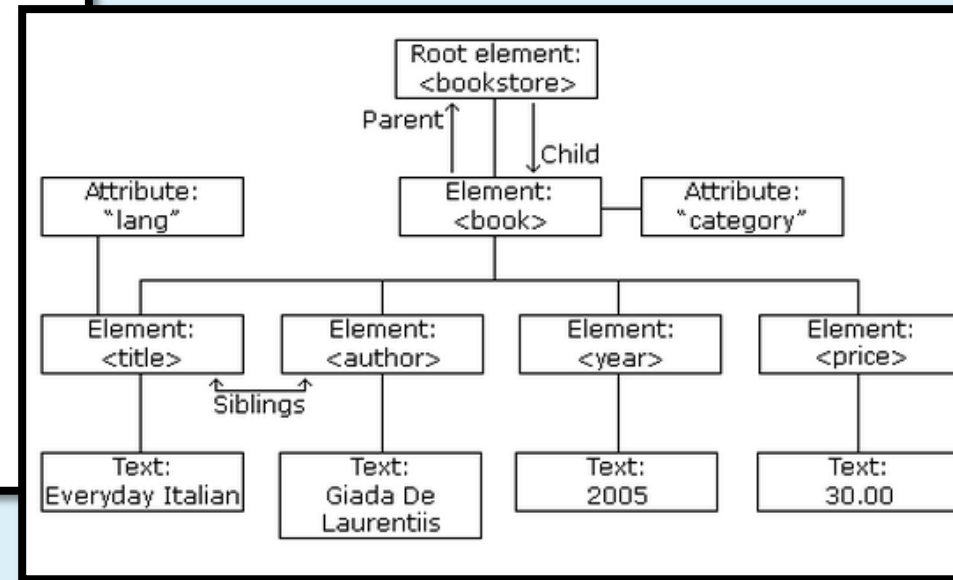 Root element:
<bookstore>
Parent
Child
Attribute:
"lang"
Element:
<book>
Attribute:
"category"
Element:
<title>
Element:
<author>
Element:
<year>
Element:
<price>
Siblings
Text:
Everyday Italian
Text:
Giada De
Laurentiis
Text:
2005
Text:
30.00